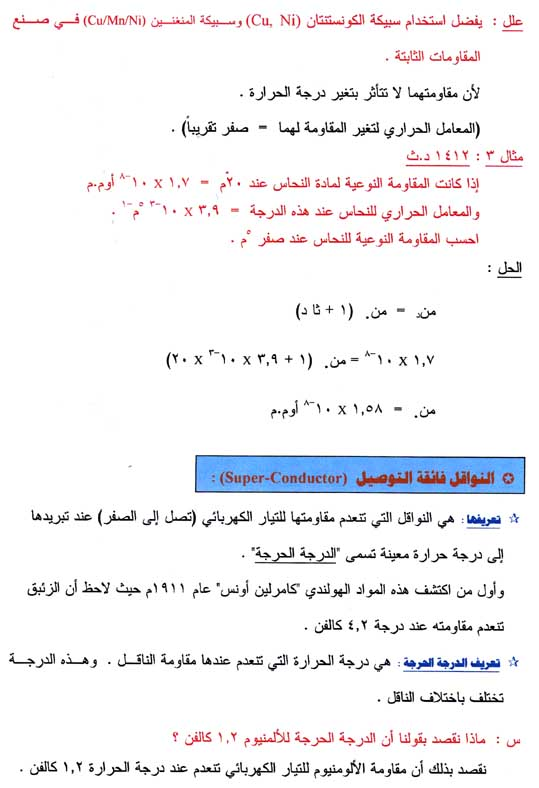 علل : يفضل استخدام سبيكة الكونستنتان (Cu, Ni) وسبيكة المنغنين (Cu/Mn/Ni) في صنع
المقاومات الثابتة .
لأن مقاومتهما لا تتأثر بتغير درجة الحرارة .
(المعامل الحراري لتغير المقاومة لهما = صفر تقريباً) .
مثال ٣ : ١٤١٢ د.ث
إذا كانت المقاومة النوعية لمادة النحاس عند ٢٠°م = ١,٧ X ١٠⁻⁸ أوم.م
والمعامل الحراري للنحاس عند هذه الدرجة = ٣,٩ X ١٠⁻³ °م⁻¹ .
احسب المقاومة النوعية للنحاس عند صفر °م .
الحل :
من د = من . (١ + ثا د)
١,٧ X ١٠⁻⁸ = من . (١ + ٣,٩ X ١٠⁻³ X ٢٠)
من . = ١,٥٨ X ١٠⁻⁸ أوم.م
✪ النواقل فائقة التوصيل (Super-Conductor) :
☆ تعريفها : هي النواقل التي تنعدم مقاومتها للتيار الكهربائي (تصل إلى الصفر) عند تبريدها
إلى درجة حرارة معينة تسمى "الدرجة الحرجة" .
وأول من اكتشف هذه المواد الهولندي "كامرلين أونس" عام ١٩١١م حيث لاحظ أن الزئبق
تنعدم مقاومته عند درجة ٤,٢ كالفن .
☆ تعريف الدرجة الحرجة : هي درجة الحرارة التي تنعدم عندها مقاومة الناقل . وهذه الدرجة
تختلف باختلاف الناقل .
س : ماذا نقصد بقولنا أن الدرجة الحرجة للألمنيوم ١,٢ كالفن ؟
نقصد بذلك أن مقاومة الألومنيوم للتيار الكهربائي تنعدم عند درجة الحرارة ١,٢ كالفن .